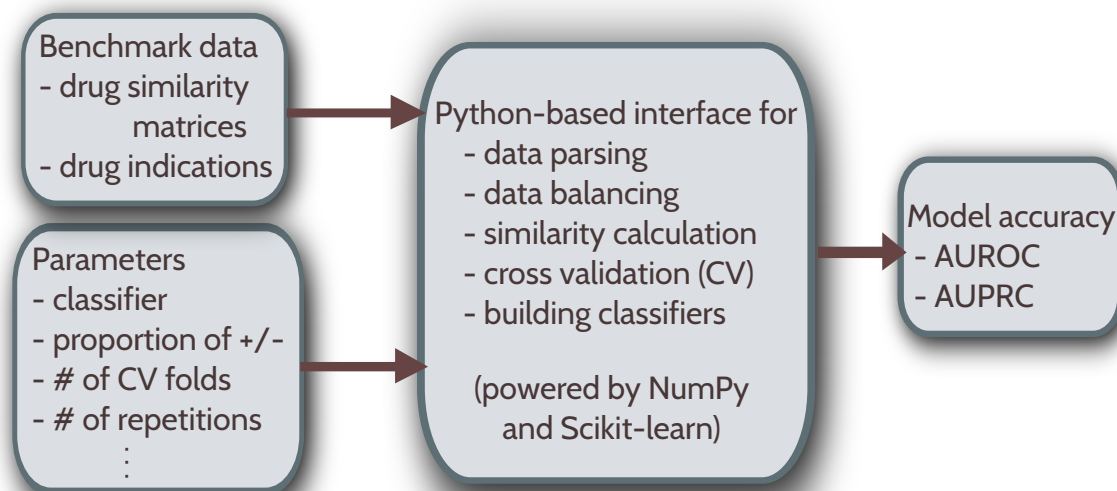 Benchmark data
- drug similarity
matrices
- drug indications
Parameters
- classifier
- proportion of +/-
- # of CV folds
- # of repetitions
⋮
Python-based interface for
- data parsing
- data balancing
- similarity calculation
- cross validation (CV)
- building classifiers
(powered by NumPy
and Scikit-learn)
Model accuracy
- AUROC
- AUPRC